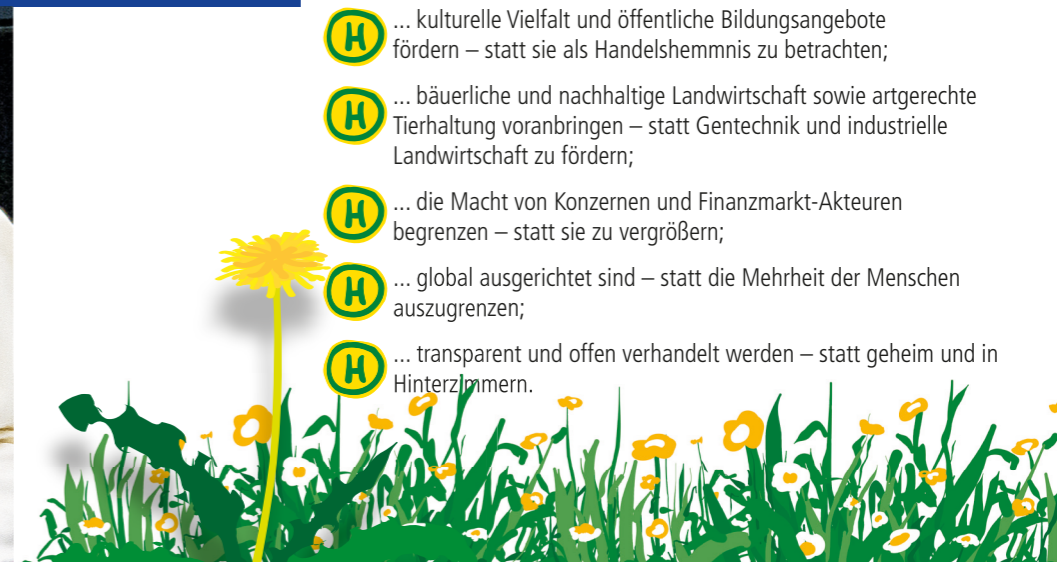 H ... kulturelle Vielfalt und öffentliche Bildungsangebote
fördern – statt sie als Handelshemmnis zu betrachten;
H ... bäuerliche und nachhaltige Landwirtschaft sowie artgerechte
Tierhaltung voranbringen – statt Gentechnik und industrielle
Landwirtschaft zu fördern;
H ... die Macht von Konzernen und Finanzmarkt-Akteuren
begrenzen – statt sie zu vergrößern;
H ... global ausgerichtet sind – statt die Mehrheit der Menschen
auszugrenzen;
H ... transparent und offen verhandelt werden – statt geheim und in
Hinterzimmern.